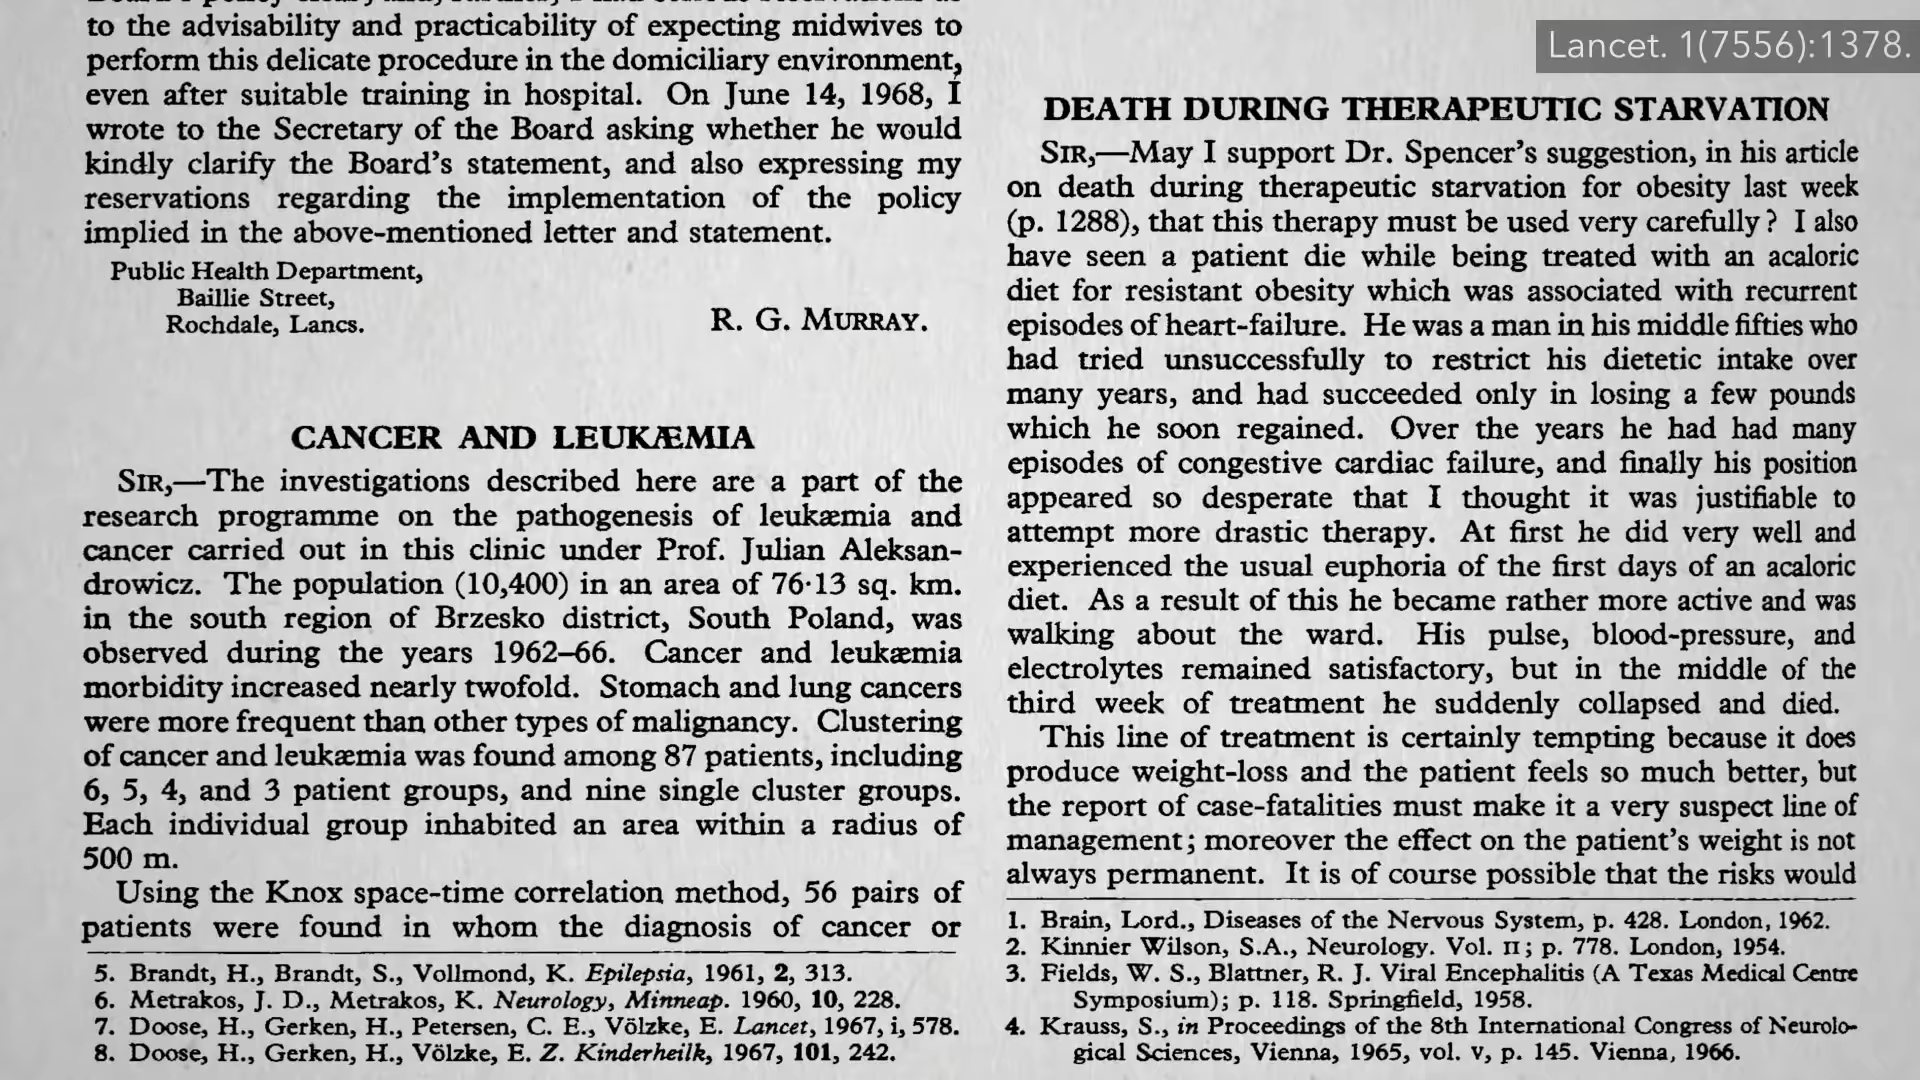 Lancet. 1(7556):1378.
to the advisability and practicability of expecting midwives to
perform this delicate procedure in the domiciliary environment,
even after suitable training in hospital. On June 14, 1968, I
wrote to the Secretary of the Board asking whether he would
kindly clarify the Board's statement, and also expressing my
reservations regarding the implementation of the policy
implied in the above-mentioned letter and statement.
Public Health Department,
Baillie Street,
Rochdale, Lancs.
R. G. MURRAY.
CANCER AND LEUKÆMIA
SIR,—The investigations described here are a part of the
research programme on the pathogenesis of leukæmia and
cancer carried out in this clinic under Prof. Julian Aleksan-
drowicz. The population (10,400) in an area of 76·13 sq. km.
in the south region of Brzesko district, South Poland, was
observed during the years 1962–66. Cancer and leukæmia
morbidity increased nearly twofold. Stomach and lung cancers
were more frequent than other types of malignancy. Clustering
of cancer and leukæmia was found among 87 patients, including
6, 5, 4, and 3 patient groups, and nine single cluster groups.
Each individual group inhabited an area within a radius of
500 m.
Using the Knox space-time correlation method, 56 pairs of
patients were found in whom the diagnosis of cancer or
5. Brandt, H., Brandt, S., Vollmond, K. Epilepsia, 1961, 2, 313.
6. Metrakos, J. D., Metrakos, K. Neurology, Minneap. 1960, 10, 228.
7. Doose, H., Gerken, H., Petersen, C. E., Völzke, E. Lancet, 1967, i, 578.
8. Doose, H., Gerken, H., Völzke, E. Z. Kinderheilk, 1967, 101, 242.
DEATH DURING THERAPEUTIC STARVATION
SIR,—May I support Dr. Spencer's suggestion, in his article
on death during therapeutic starvation for obesity last week
(p. 1288), that this therapy must be used very carefully? I also
have seen a patient die while being treated with an acaloric
diet for resistant obesity which was associated with recurrent
episodes of heart-failure. He was a man in his middle fifties who
had tried unsuccessfully to restrict his dietetic intake over
many years, and had succeeded only in losing a few pounds
which he soon regained. Over the years he had had many
episodes of congestive cardiac failure, and finally his position
appeared so desperate that I thought it was justifiable to
attempt more drastic therapy. At first he did very well and
experienced the usual euphoria of the first days of an acaloric
diet. As a result of this he became rather more active and was
walking about the ward. His pulse, blood-pressure, and
electrolytes remained satisfactory, but in the middle of the
third week of treatment he suddenly collapsed and died.
This line of treatment is certainly tempting because it does
produce weight-loss and the patient feels so much better, but
the report of case-fatalities must make it a very suspect line of
management; moreover the effect on the patient's weight is not
always permanent. It is of course possible that the risks would
1. Brain, Lord., Diseases of the Nervous System, p. 428. London, 1962.
2. Kinnier Wilson, S.A., Neurology. Vol. II; p. 778. London, 1954.
3. Fields, W. S., Blattner, R. J. Viral Encephalitis (A Texas Medical Centre
Symposium); p. 118. Springfield, 1958.
4. Krauss, S., in Proceedings of the 8th International Congress of Neurolo-
gical Sciences, Vienna, 1965, vol. v, p. 145. Vienna, 1966.